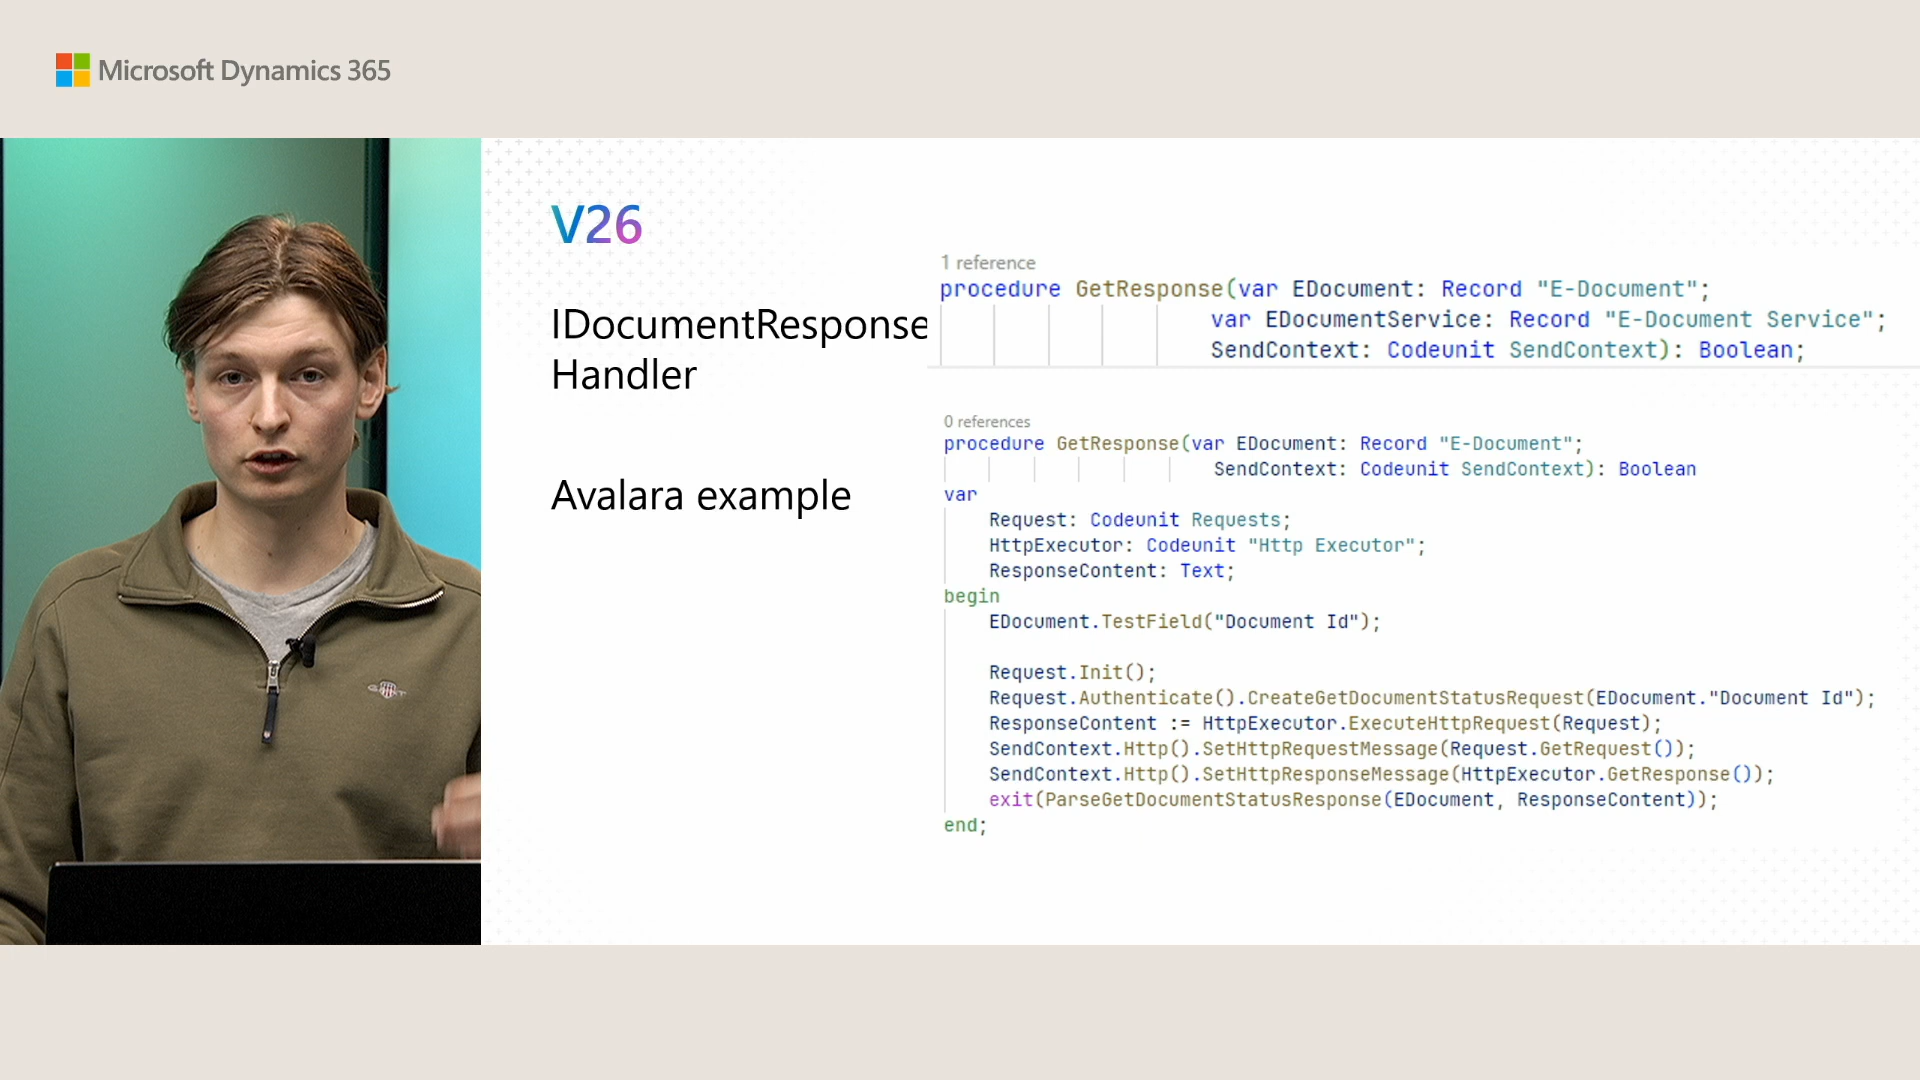 Microsoft Dynamics 365
V26
IDocumentResponse
Handler
Avalara example
1 reference
procedure GetResponse(var EDocument: Record "E-Document";
var EDocumentService: Record "E-Document Service";
SendContext: Codeunit SendContext): Boolean;
0 references
procedure GetResponse(var EDocument: Record "E-Document";
SendContext: Codeunit SendContext): Boolean
var
Request: Codeunit Requests;
HttpExecutor: Codeunit "Http Executor";
ResponseContent: Text;
begin
EDocument.TestField("Document Id");
Request.Init();
Request.Authenticate().CreateGetDocumentStatusRequest(EDocument."Document Id");
ResponseContent := HttpExecutor.ExecuteHttpRequest(Request);
SendContext.Http().SetHttpRequestMessage(Request.GetRequest());
SendContext.Http().SetHttpResponseMessage(HttpExecutor.GetResponse());
exit(ParseGetDocumentStatusResponse(EDocument, ResponseContent));
end;